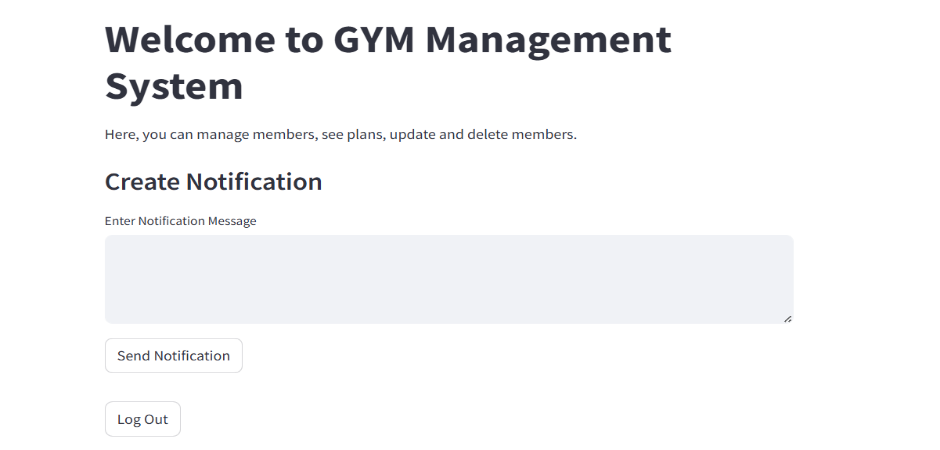 Welcome to GYM Management
System
Here, you can manage members, see plans, update and delete members.
Create Notification
Enter Notification Message
Send Notification
Log Out